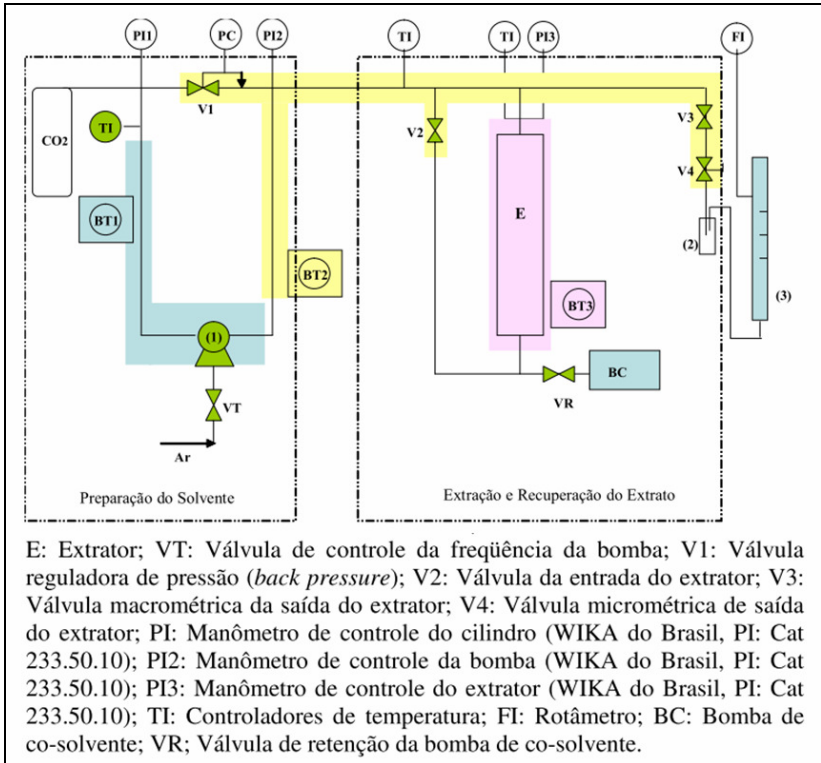 PI1
PC
PI2
TI
TI
PI3
FI
V1
CO2
TI
V2
V3
V4
BT1
E
(2)
BT2
BT3
(3)
(1)
BC
VT
VR
Ar
Preparação do Solvente
Extração e Recuperação do Extrato
E: Extrator; VT: Válvula de controle da freqüência da bomba; V1: Válvula
reguladora de pressão (back pressure); V2: Válvula da entrada do extrator; V3:
Válvula macrométrica da saída do extrator; V4: Válvula micrométrica de saída
do extrator; PI: Manômetro de controle do cilindro (WIKA do Brasil, PI: Cat
233.50.10); PI2: Manômetro de controle da bomba (WIKA do Brasil, PI: Cat
233.50.10); PI3: Manômetro de controle do extrator (WIKA do Brasil, PI: Cat
233.50.10); TI: Controladores de temperatura; FI: Rotâmetro; BC: Bomba de
co-solvente; VR; Válvula de retenção da bomba de co-solvente.